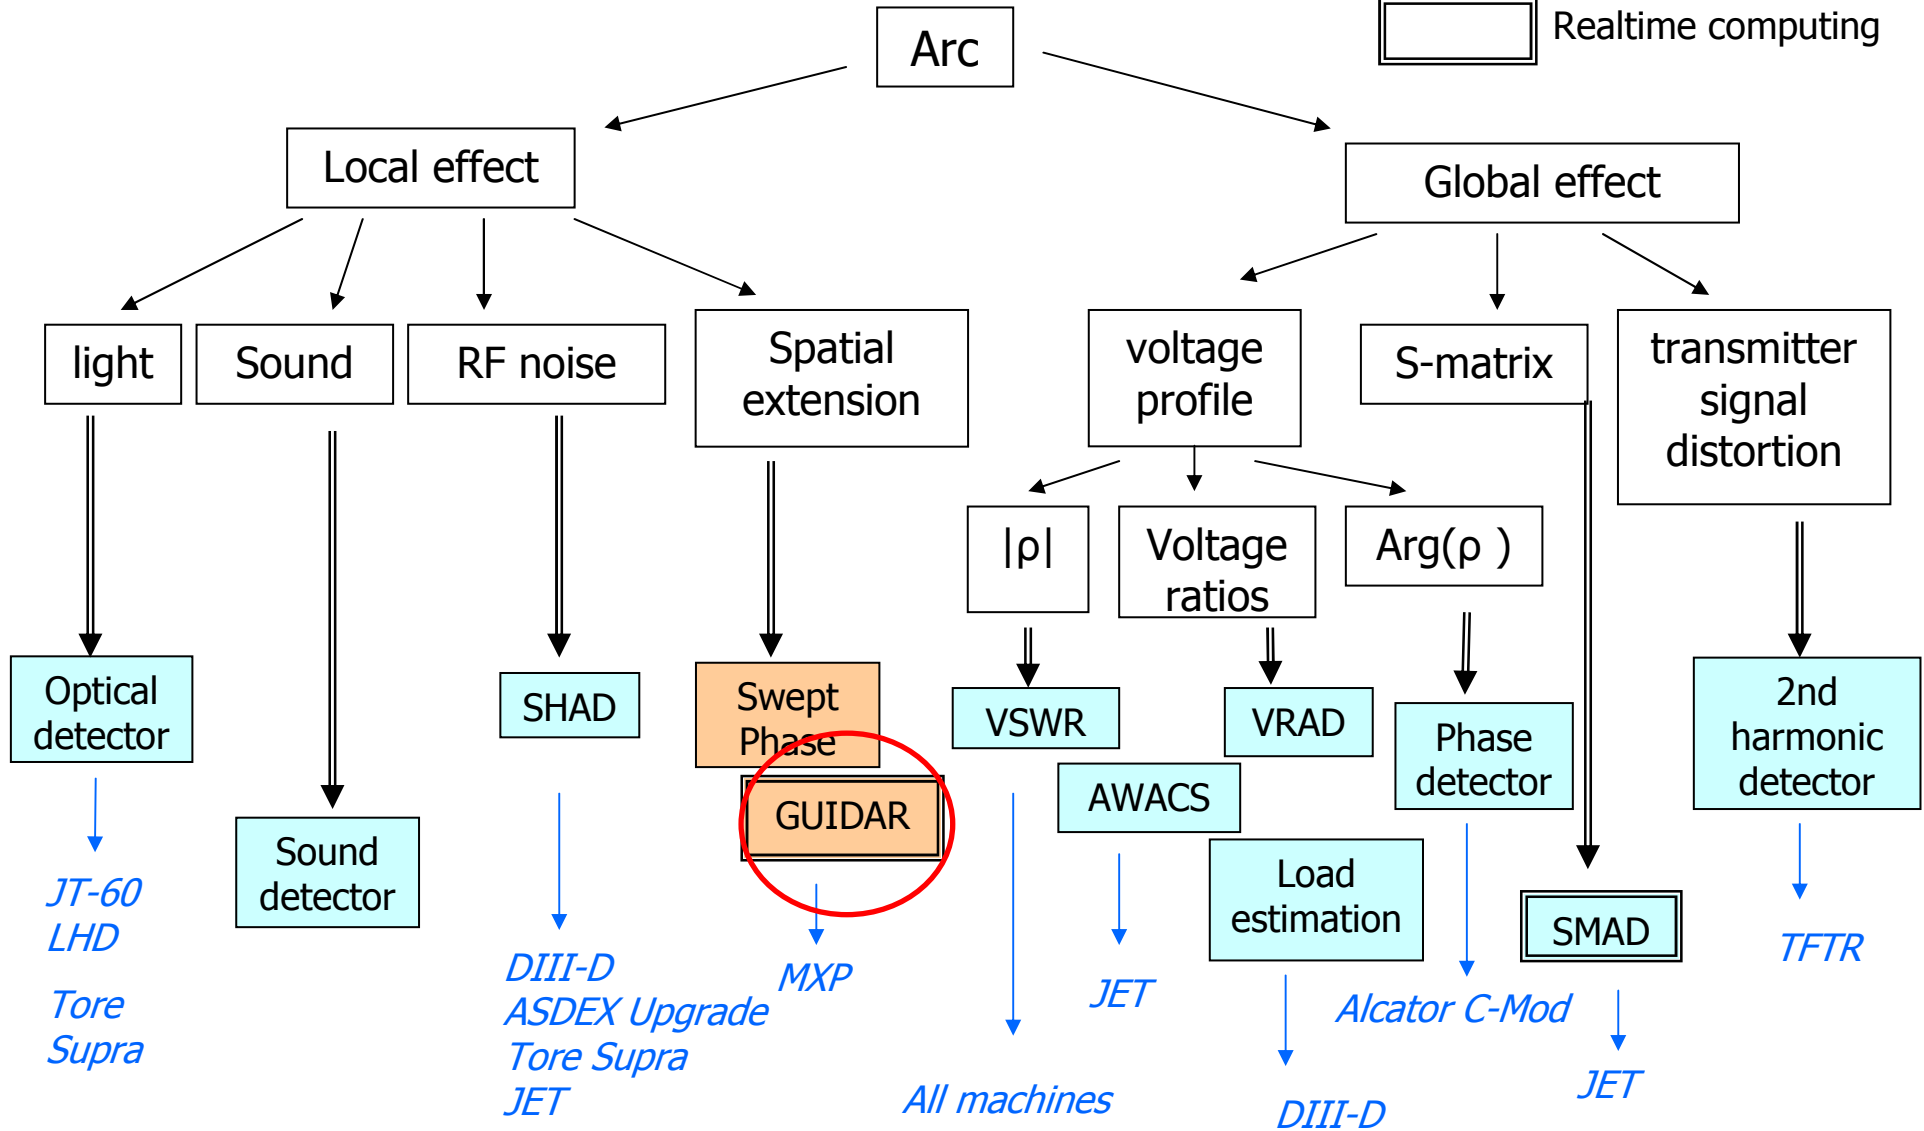 Realtime computing
Arc
Local effect
Global effect
light
Sound
RF noise
Spatial
extension
voltage
profile
S-matrix
transmitter
signal
distortion
|ρ|
Voltage
ratios
Arg(ρ )
Optical
detector
Sound
detector
SHAD
Swept
Phase
GUIDAR
VSWR
AWACS
VRAD
Load
estimation
Phase
detector
SMAD
2nd
harmonic
detector
JT-60
LHD
Tore
Supra
DIII-D
ASDEX Upgrade
Tore Supra
JET
MXP
All machines
JET
DIII-D
Alcator C-Mod
JET
TFTR